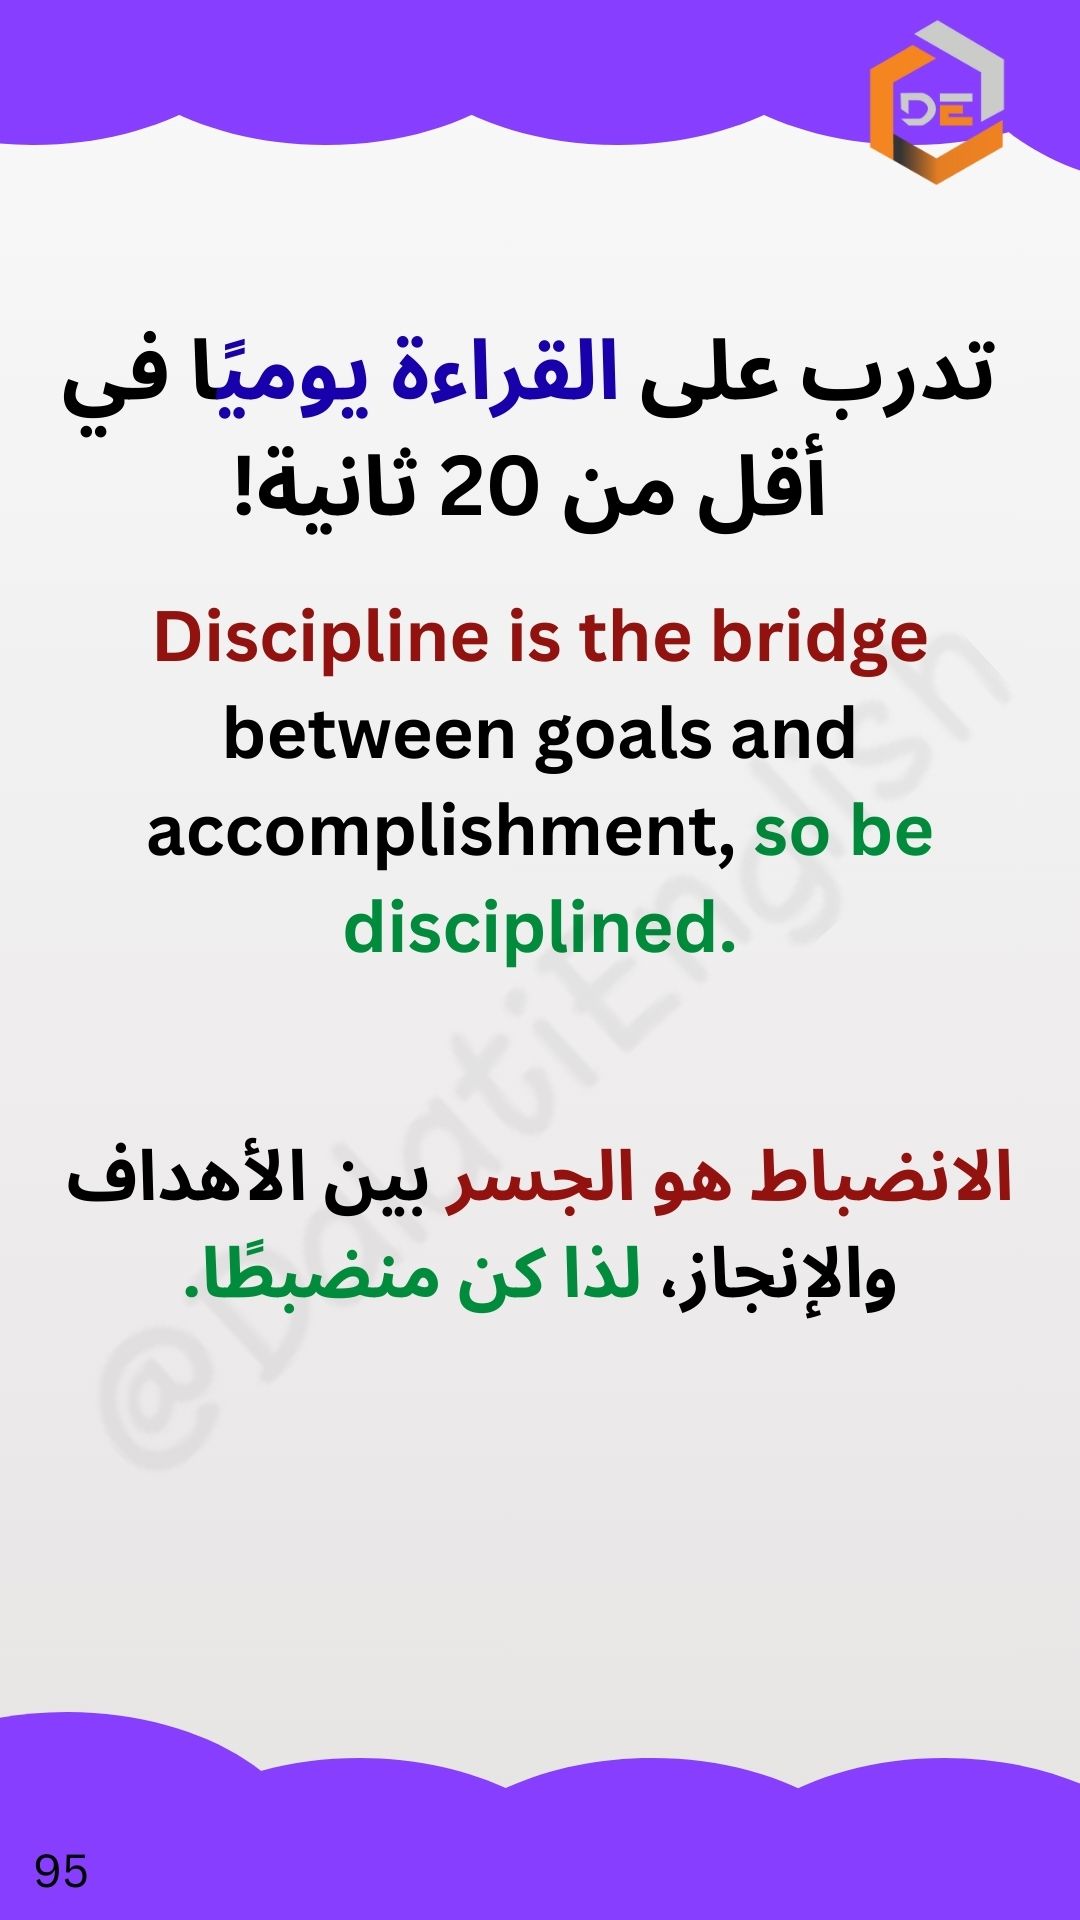 DE
تدرب على القراءة يوميًا في
أقل من 20 ثانية!
Discipline is the bridge
between goals and
accomplishment, so be
disciplined.
@DdatiEnglish
الانضباط هو الجسر بين الأهداف
والإنجاز، لذا كن منضبطًا.
95